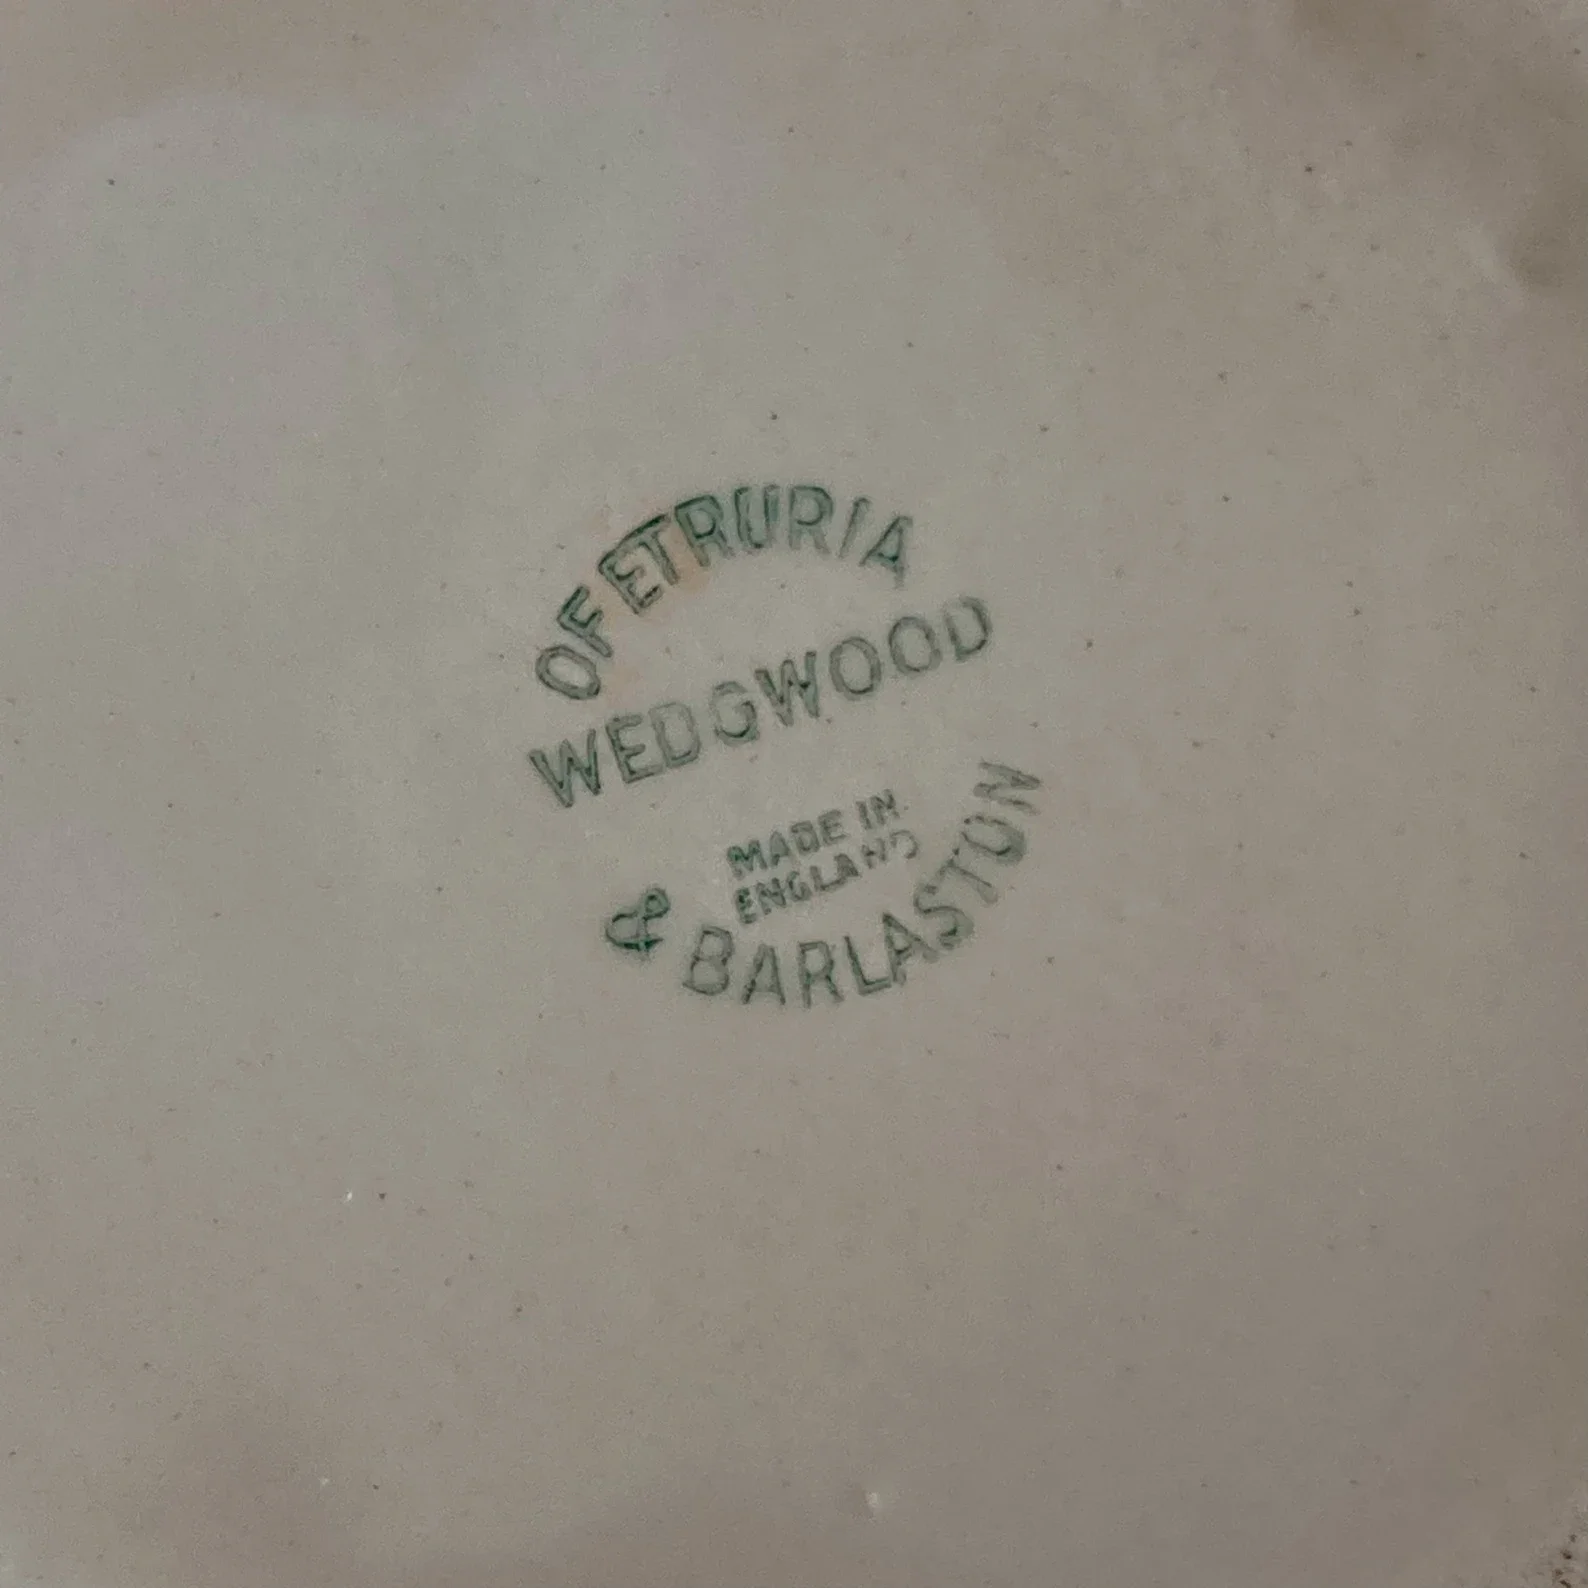 OF ETRURIA
WEDGWOOD
MADE IN
ENGLAND
& BARLASTON